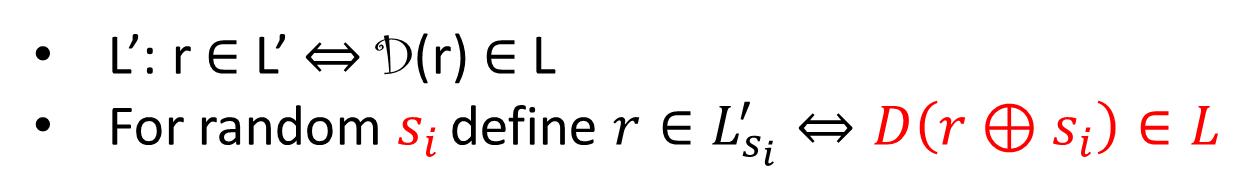 • L’: r ∈ L’ ⇔ 𝒟(r) ∈ L
• For random sᵢ define r ∈ L′_{sᵢ} ⇔ D(r ⊕ sᵢ) ∈ L